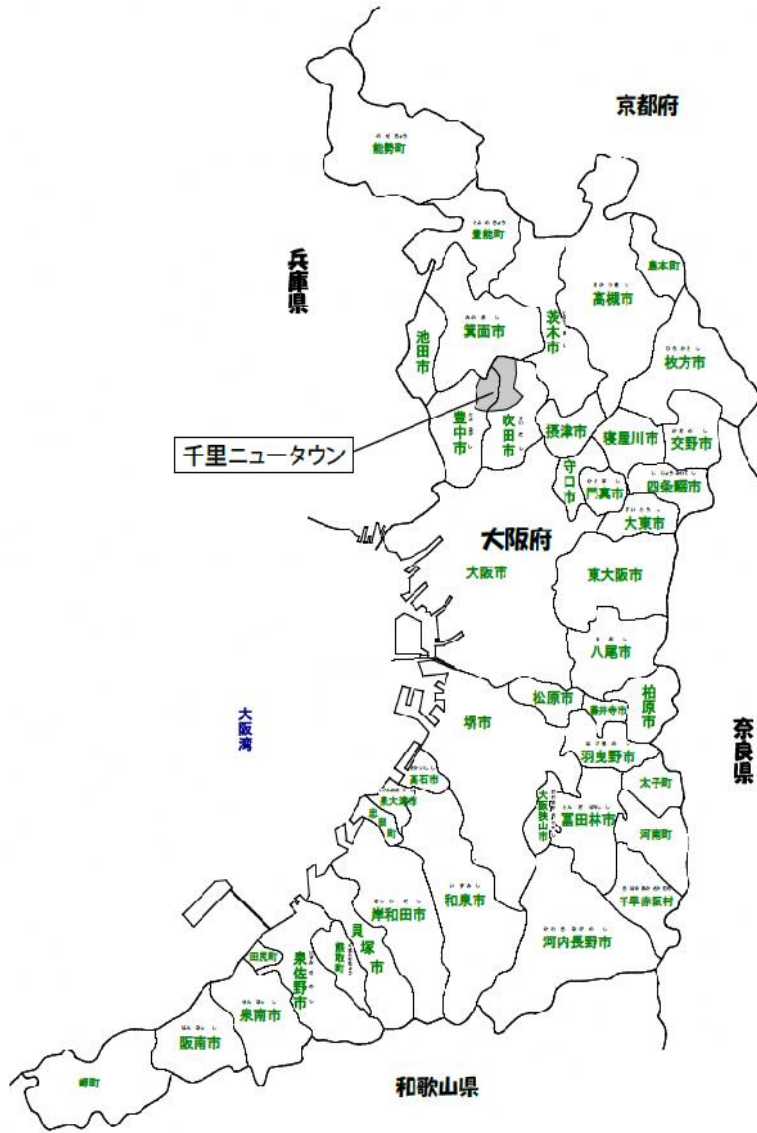 京都府
能勢町
豊能町
兵庫県
島本町
高槻市
茨木市
箕面市
池田市
枚方市
豊中市
吹田市
摂津市
寝屋川市
交野市
千里ニュータウン
守口市
門真市
四条畷市
大東市
大阪府
大阪市
東大阪市
八尾市
松原市
藤井寺市
柏原市
堺市
大阪湾
奈良県
羽曳野市
高石市
太子町
泉大津市
忠岡町
大阪狭山市
富田林市
河南町
千早赤阪村
和泉市
岸和田市
貝塚市
河内長野市
熊取町
田尻町
泉佐野市
泉南市
阪南市
岬町
和歌山県